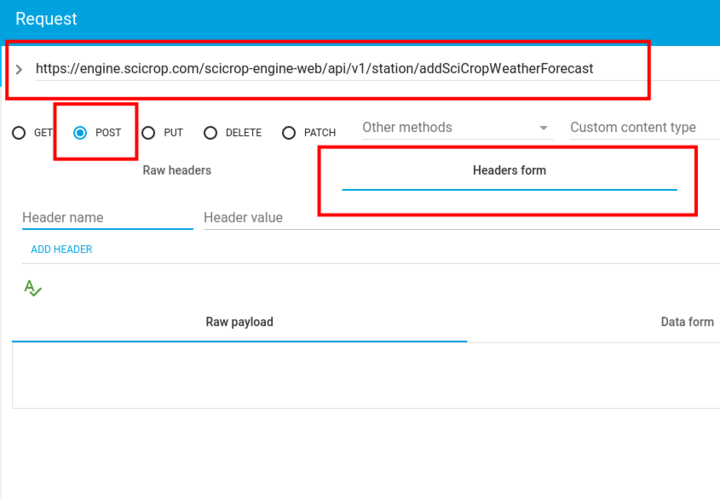 Request
https://engine.scicrop.com/scicrop-engine-web/api/v1/station/addSciCropWeatherForecast
GET POST PUT DELETE PATCH Other methods Custom content type
Raw headers Headers form
Header name Header value
ADD HEADER
A
Raw payload Data form